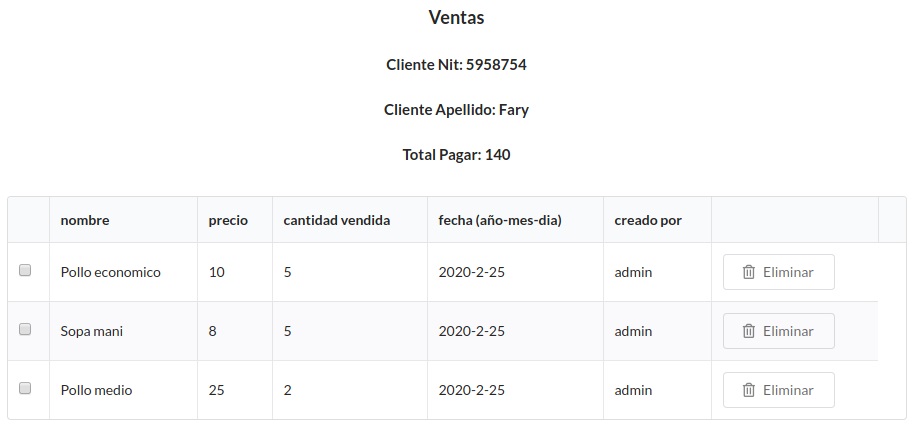 Ventas
Cliente Nit: 5958754
Cliente Apellido: Fary
Total Pagar: 140
nombre precio cantidad vendida fecha (año-mes-dia) creado por
Pollo economico 10 5 2020-2-25 admin Eliminar
Sopa mani 8 5 2020-2-25 admin Eliminar
Pollo medio 25 2 2020-2-25 admin Eliminar